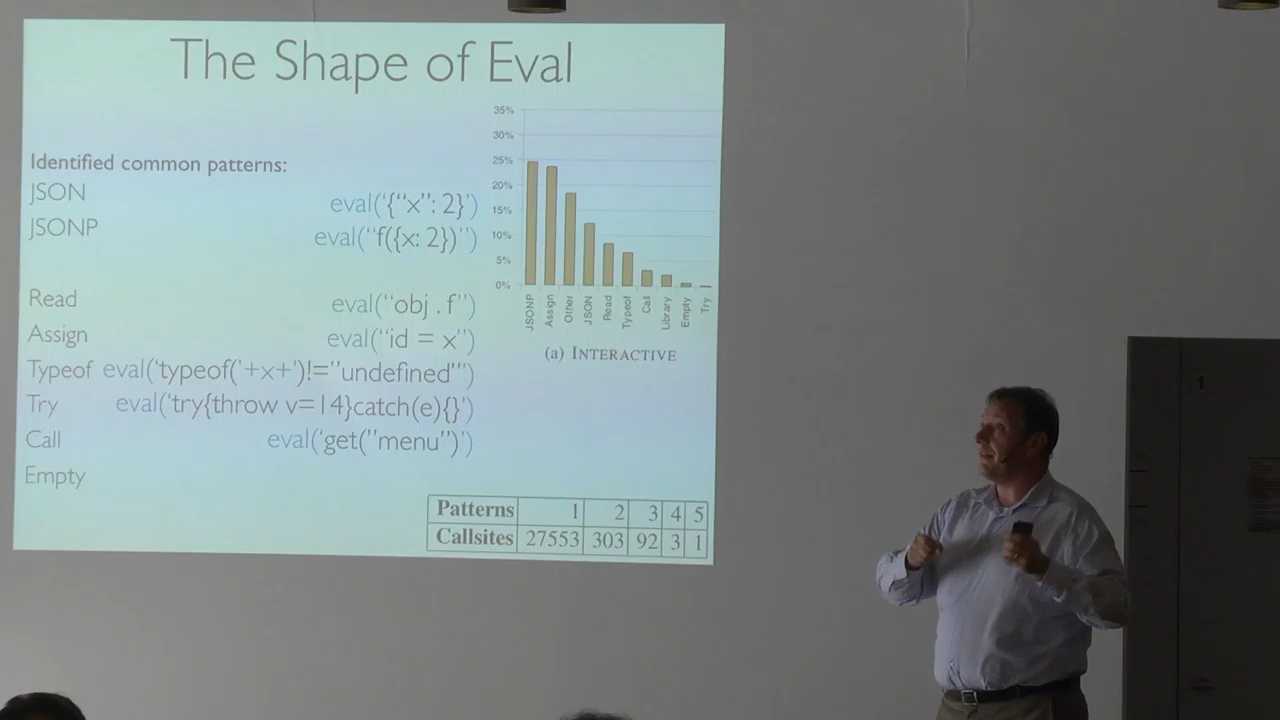 The Shape of Eval
Identified common patterns:
JSON eval('{"x": 2}')
JSONP eval("f({x: 2})")
Read eval("obj . f")
Assign eval("id = x")
Typeof eval('typeof('+x+')!="undefined"')
Try eval('try{throw v=14}catch(e){}')
Call eval('get("menu")')
Empty
35%
30%
25%
20%
15%
10%
5%
0%
JSONP Assign Other JSON Read Typeof Call Library Empty Try
(a) INTERACTIVE
Patterns 1 2 3 4 5
Callsites 27553 303 92 3 1
1